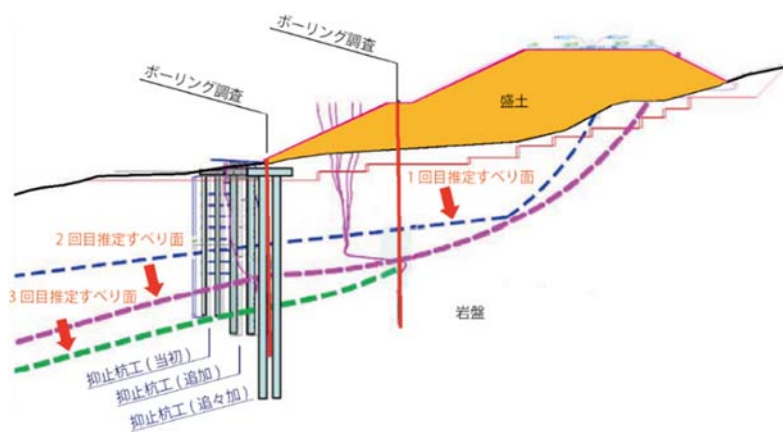 ボーリング調査
ボーリング調査
盛土
1回目推定すべり面
2回目推定すべり面
3回目推定すべり面
岩盤
抑止杭工(当初)
抑止杭工(追加)
抑止杭工(追々加)